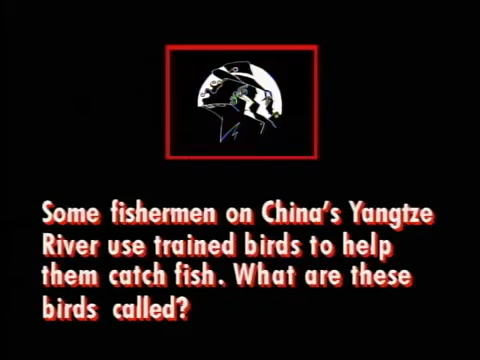 Some fishermen on China's Yangtze
River use trained birds to help
them catch fish. What are these
birds called?